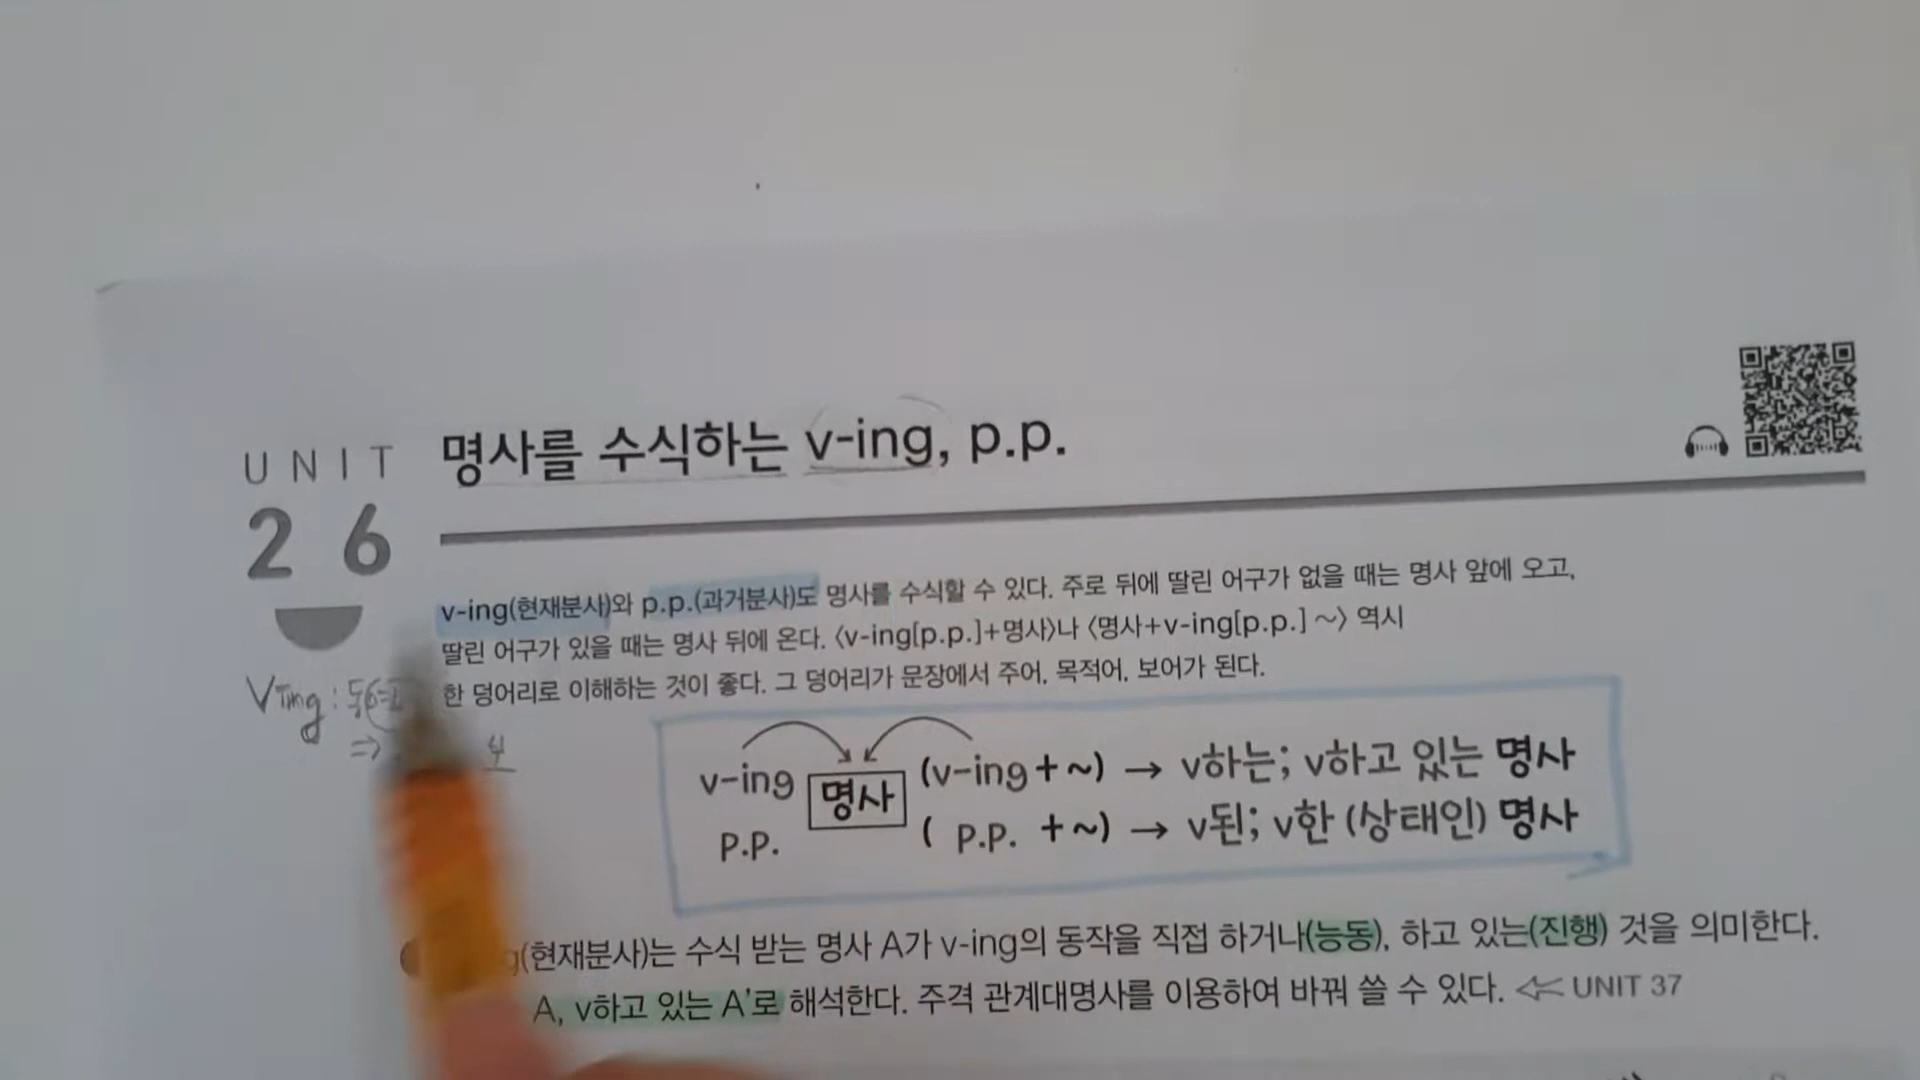 UNIT 26
명사를 수식하는 v-ing, p.p.
v-ing(현재분사)와 p.p.(과거분사)도 명사를 수식할 수 있다. 주로 뒤에 딸린 어구가 없을 때는 명사 앞에 오고,
딸린 어구가 있을 때는 명사 뒤에 온다. 〈v-ing[p.p.]+명사〉나 〈명사+v-ing[p.p.] ~〉 역시
한 덩어리로 이해하는 것이 좋다. 그 덩어리가 문장에서 주어, 목적어, 보어가 된다.
Ving :
⇒
v-ing 명사 (v-ing+~) → v하는; v하고 있는 명사
p.p. ( p.p. +~) → v된; v한 (상태인) 명사
(현재분사)는 수식 받는 명사 A가 v-ing의 동작을 직접 하거나(능동), 하고 있는(진행) 것을 의미한다.
A, v하고 있는 A'로 해석한다. 주격 관계대명사를 이용하여 바꿔 쓸 수 있다. UNIT 37